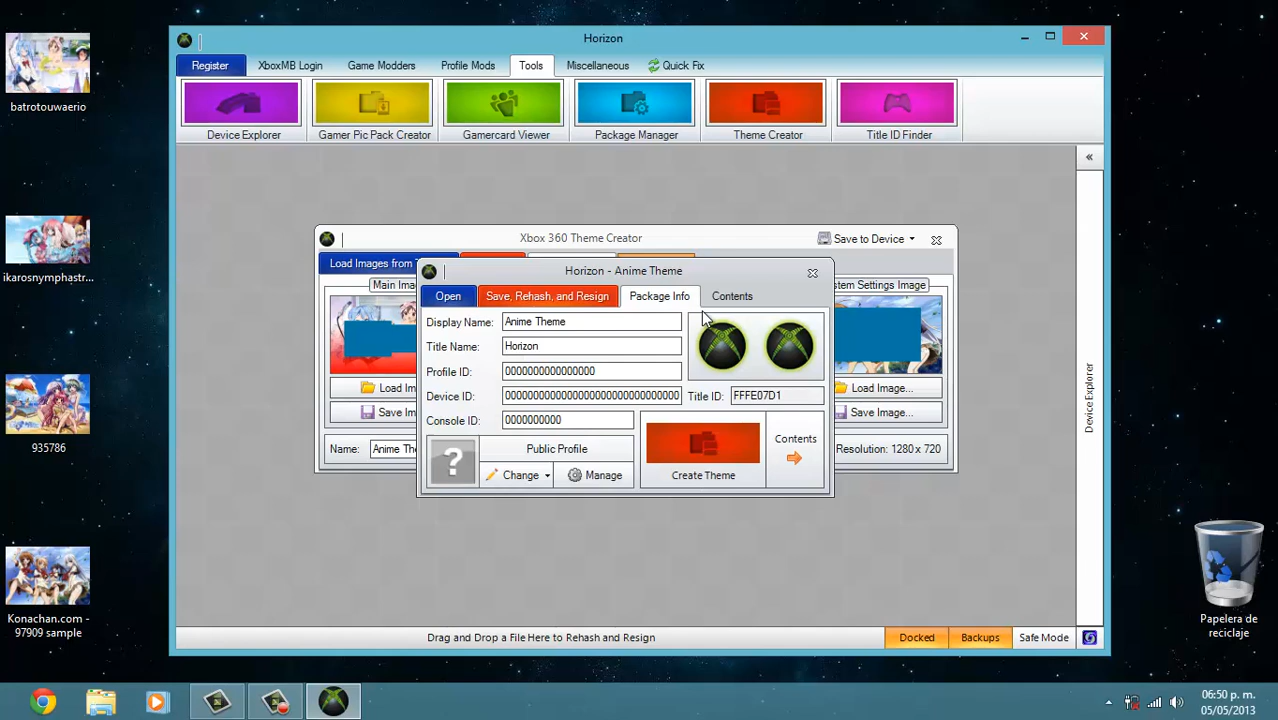 batrotouwaerio
ikarosnymphastr...
935786
Konachan.com -
97909 sample
Horizon
Register
XboxMB Login
Game Modders
Profile Mods
Tools
Miscellaneous
Quick Fix
Device Explorer
Gamer Pic Pack Creator
Gamercard Viewer
Package Manager
Theme Creator
Title ID Finder
Xbox 360 Theme Creator
Save to Device
Load Images from
Main Ima
System Settings Image
Load Im
Save Im
Name: Anime Th
Load Image...
Save Image...
Resolution: 1280 x 720
Horizon - Anime Theme
Open
Save, Rehash, and Resign
Package Info
Contents
Display Name: Anime Theme
Title Name: Horizon
Profile ID: 0000000000000000
Device ID: 0000000000000000000000000000000000
Title ID: FFFE07D1
Console ID: 0000000000
?
Public Profile
Change
Manage
Create Theme
Contents
Device Explorer
Drag and Drop a File Here to Rehash and Resign
Docked
Backups
Safe Mode
Papelera de
reciclaje
06:50 p. m.
05/05/2013